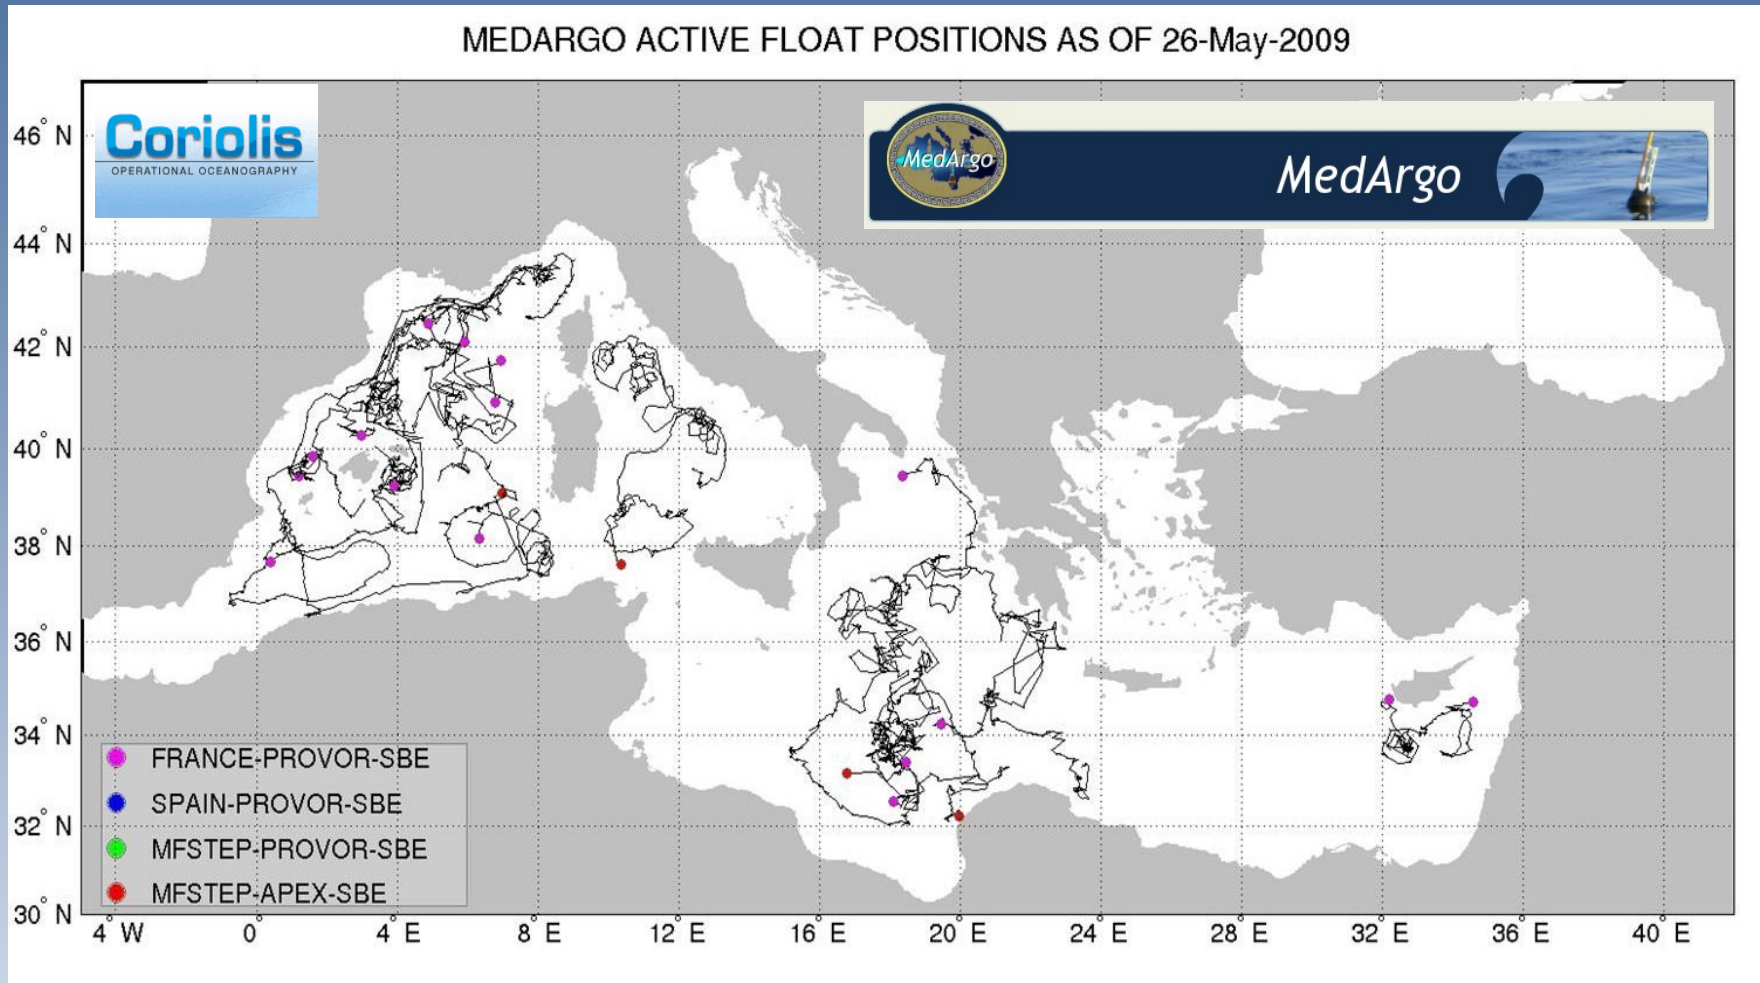 MEDARGO ACTIVE FLOAT POSITIONS AS OF 26-May-2009
Coriolis
OPERATIONAL OCEANOGRAPHY
MedArgo
MedArgo
46° N
44° N
42° N
40° N
38° N
36° N
34° N
32° N
30° N
FRANCE-PROVOR-SBE
SPAIN-PROVOR-SBE
MFSTEP-PROVOR-SBE
MFSTEP-APEX-SBE
4° W
0°
4° E
8° E
12° E
16° E
20° E
24° E
28° E
32° E
36° E
40° E